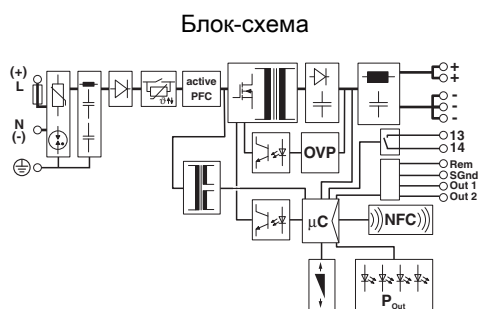 Блок-схема
(+)
L
N
(-)
ϑ
active
PFC
OVP
+
+
-
-
-
13
14
Rem
SGnd
Out 1
Out 2
µC
NFC
P Out